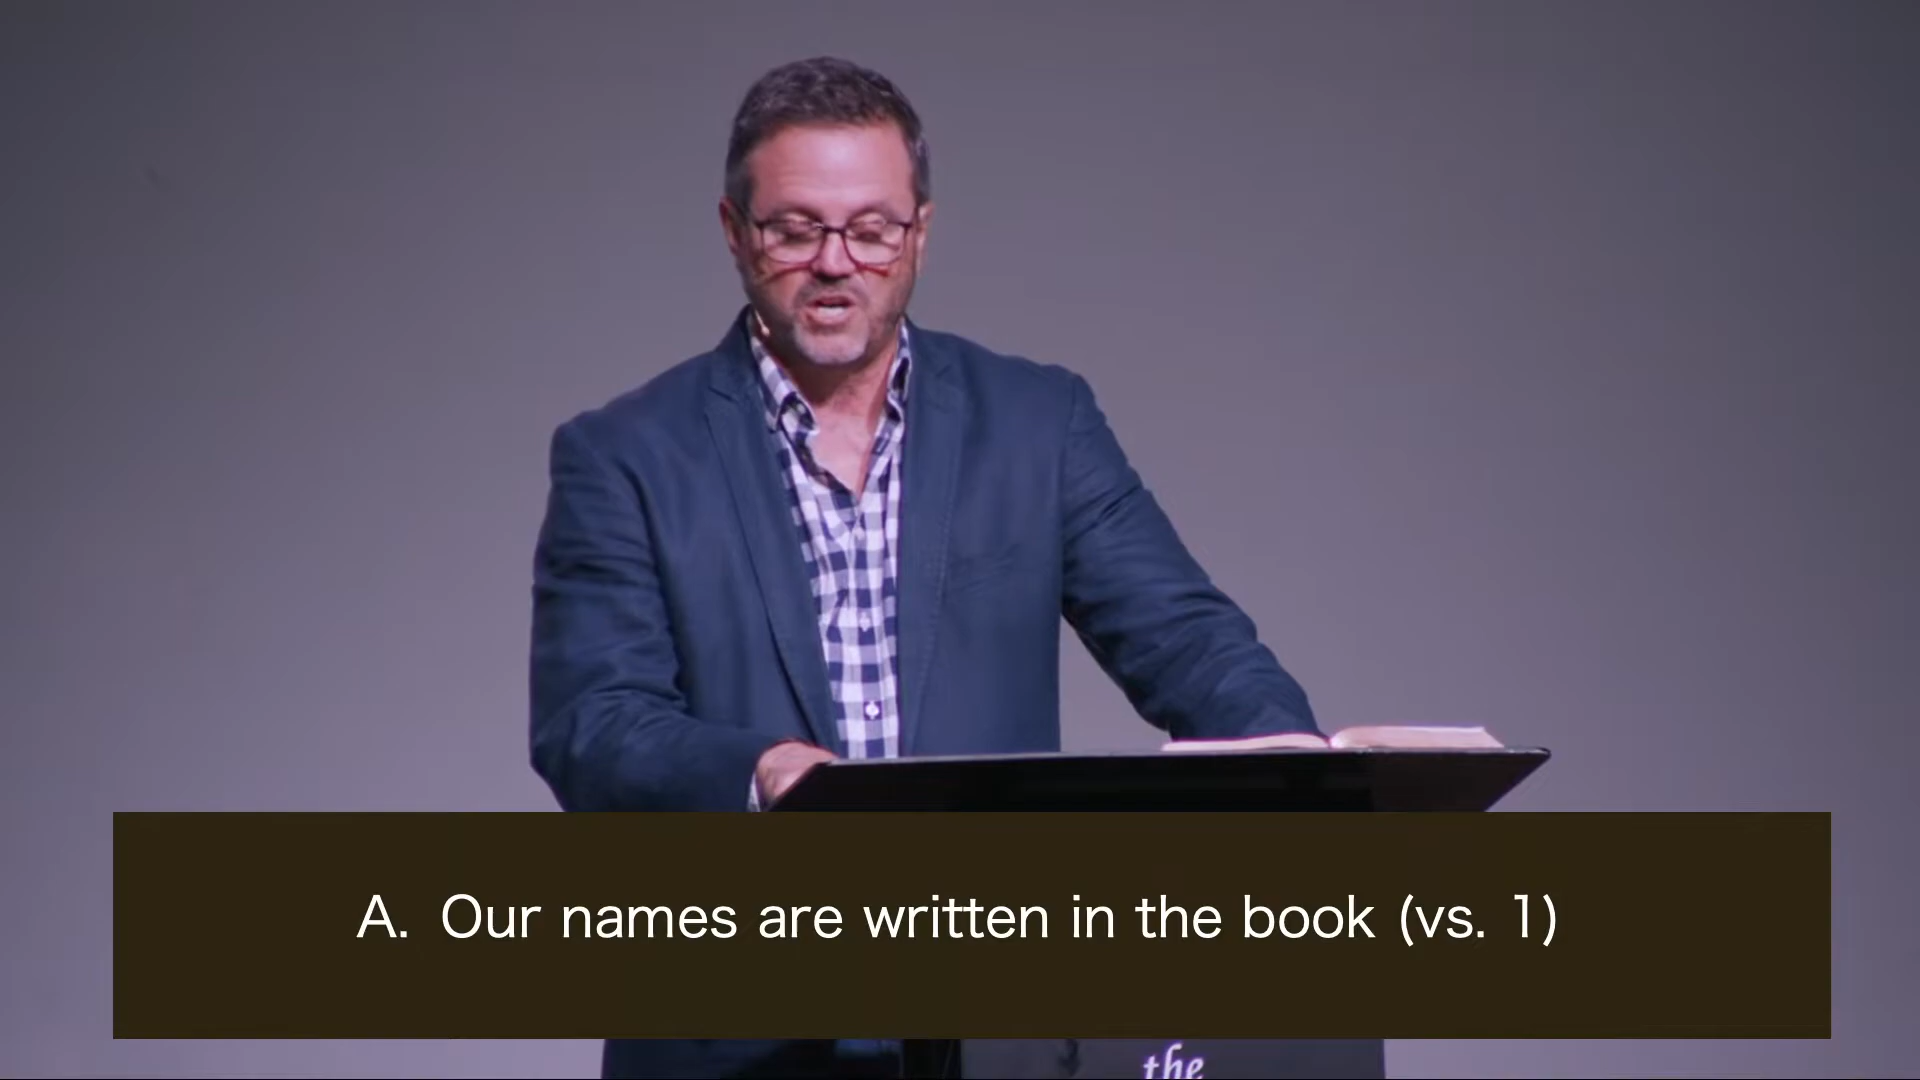 A. Our names are written in the book (vs. 1)
the